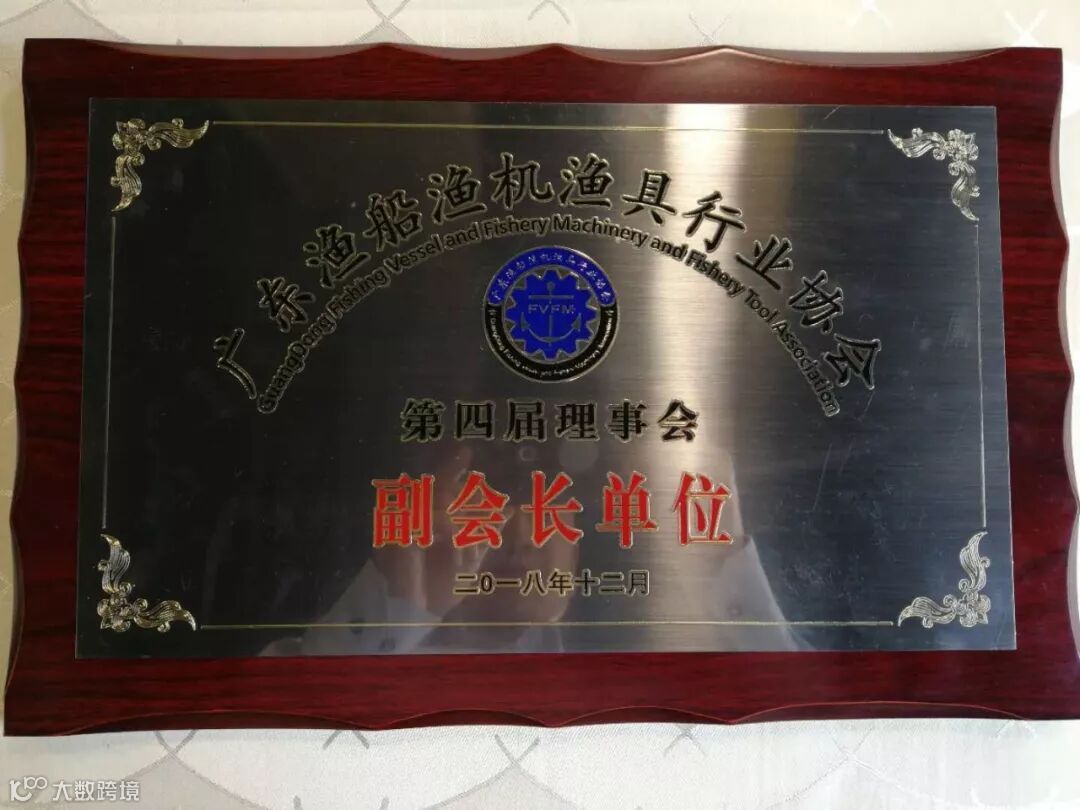 广东渔船渔机渔具行业协会
GuangDong Fishing Vessel and Fishery Machinery and Fishery Tool Association
FVFM
第四届理事会
副会长单位
二0一八年十二月
大数跨境